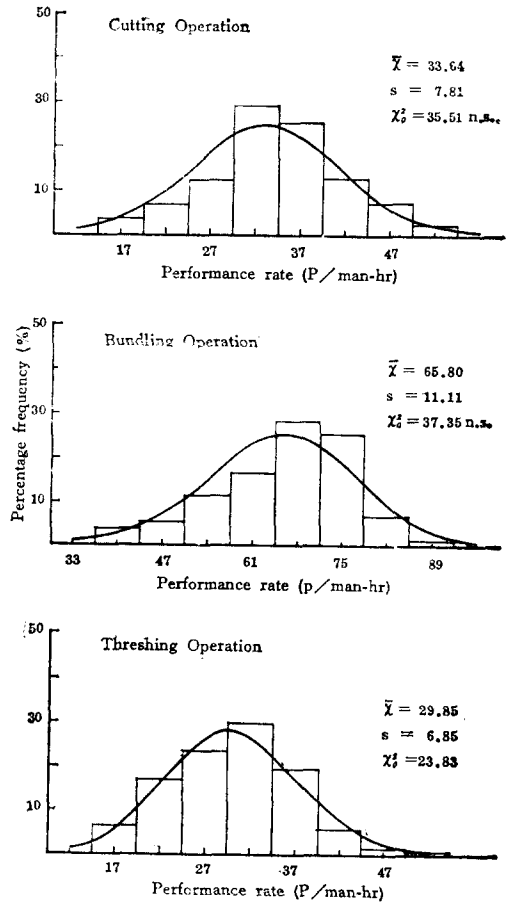 50
Cutting Operation
x̄ = 33.64
s = 7.81
30
χ²₀ = 35.51 n.s.
10
17 27 37 47
Performance rate (P/man-hr)
50
Bundling Operation
x̄ = 65.80
s = 11.11
30
χ²₀ = 37.35 n.s.
Percentage frequency (%)
10
33 47 61 75 89
Performance rate (p/man-hr)
50
Threshing Operation
30
x̄ = 29.85
s = 6.85
χ²₀ = 23.83
10
17 27 37 47
Performance rate (P/man-hr)